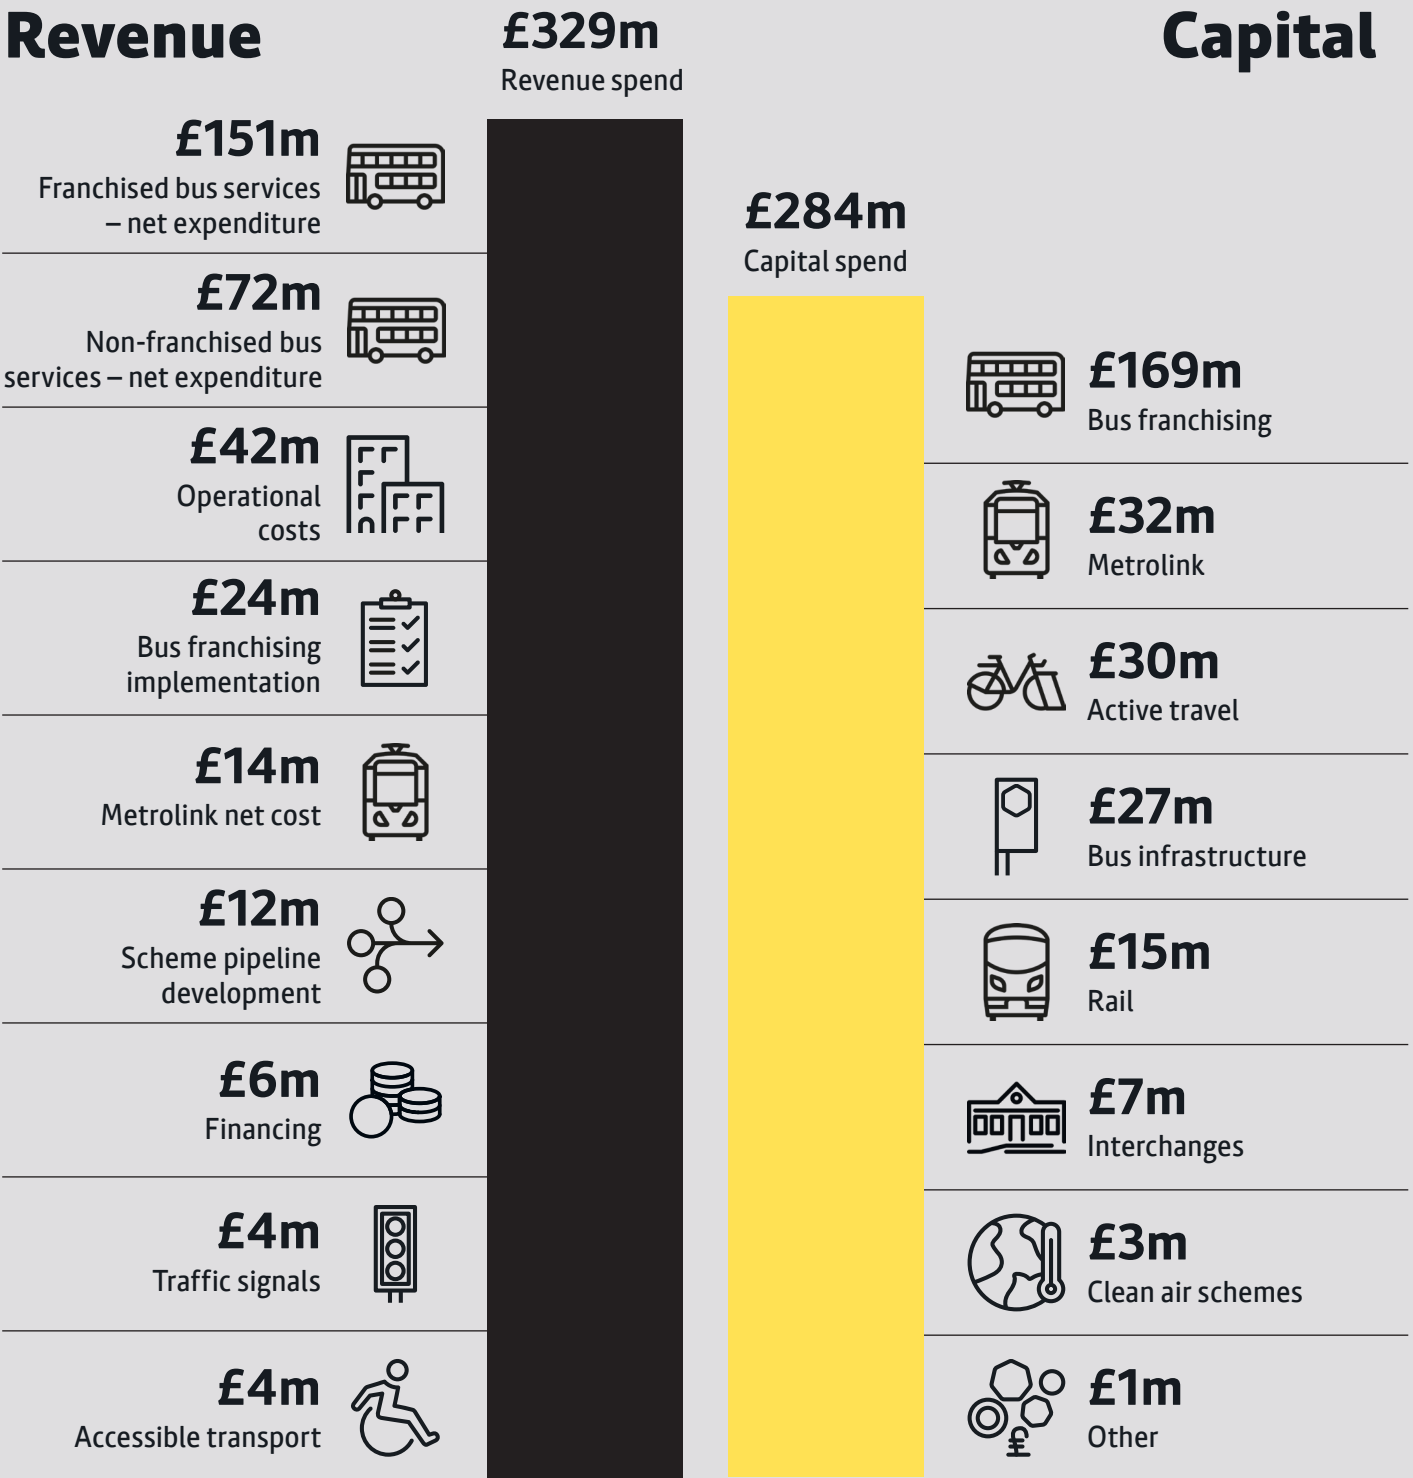 Revenue
£329m
Revenue spend
£151m
Franchised bus services
– net expenditure
£72m
Non-franchised bus
services – net expenditure
£42m
Operational
costs
£24m
Bus franchising
implementation
£14m
Metrolink net cost
£12m
Scheme pipeline
development
£6m
Financing
£4m
Traffic signals
£4m
Accessible transport
Capital
£284m
Capital spend
£169m
Bus franchising
£32m
Metrolink
£30m
Active travel
£27m
Bus infrastructure
£15m
Rail
£7m
Interchanges
£3m
Clean air schemes
£1m
Other